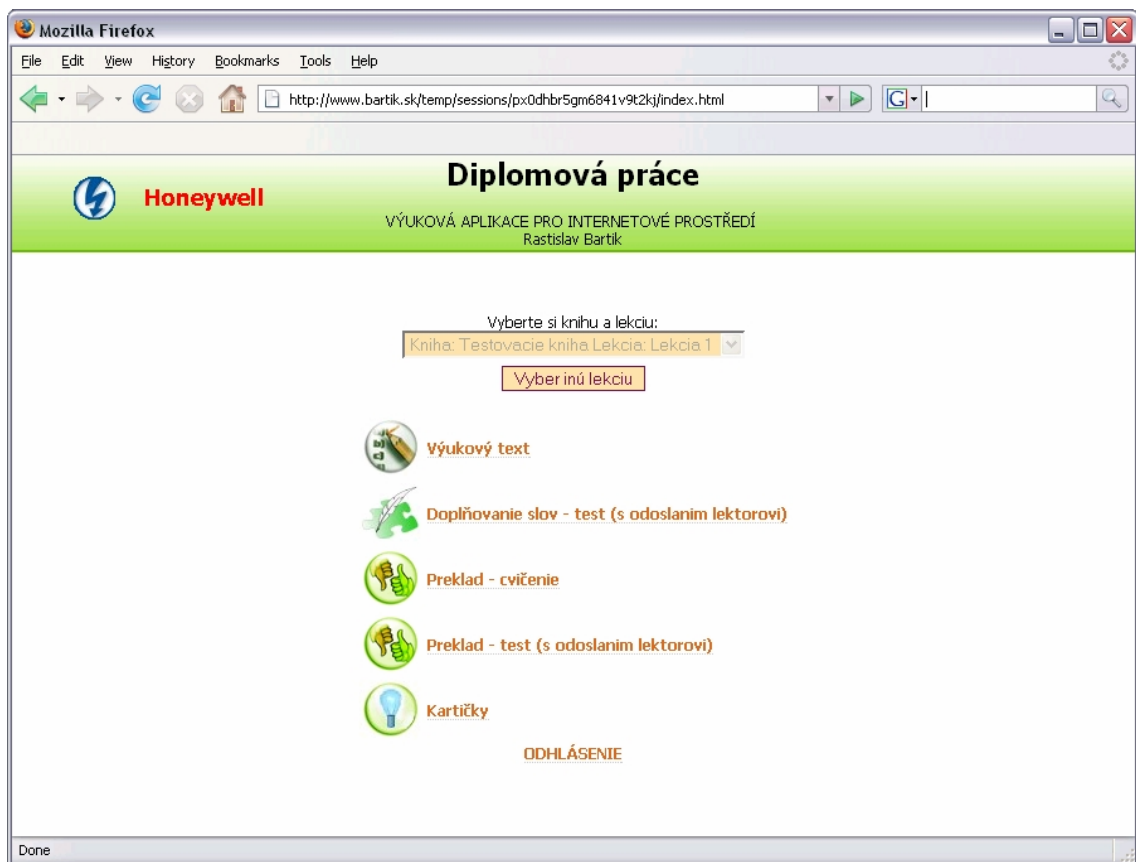 Mozilla Firefox
File Edit View History Bookmarks Tools Help
http://www.bartik.sk/temp/sessions/px0dhbr5gm6841v9t2kj/index.html G
Diplomová práce
Honeywell
VÝUKOVÁ APLIKACE PRO INTERNETOVÉ PROSTŘEDÍ
Rastislav Bartik
Vyberte si knihu a lekciu:
Kniha: Testovacie kniha Lekcia: Lekcia 1
Vyber inú lekciu
Výukový text
Doplňovanie slov - test (s odoslanim lektorovi)
Preklad - cvičenie
Preklad - test (s odoslanim lektorovi)
Kartičky
ODHLÁSENIE
Done